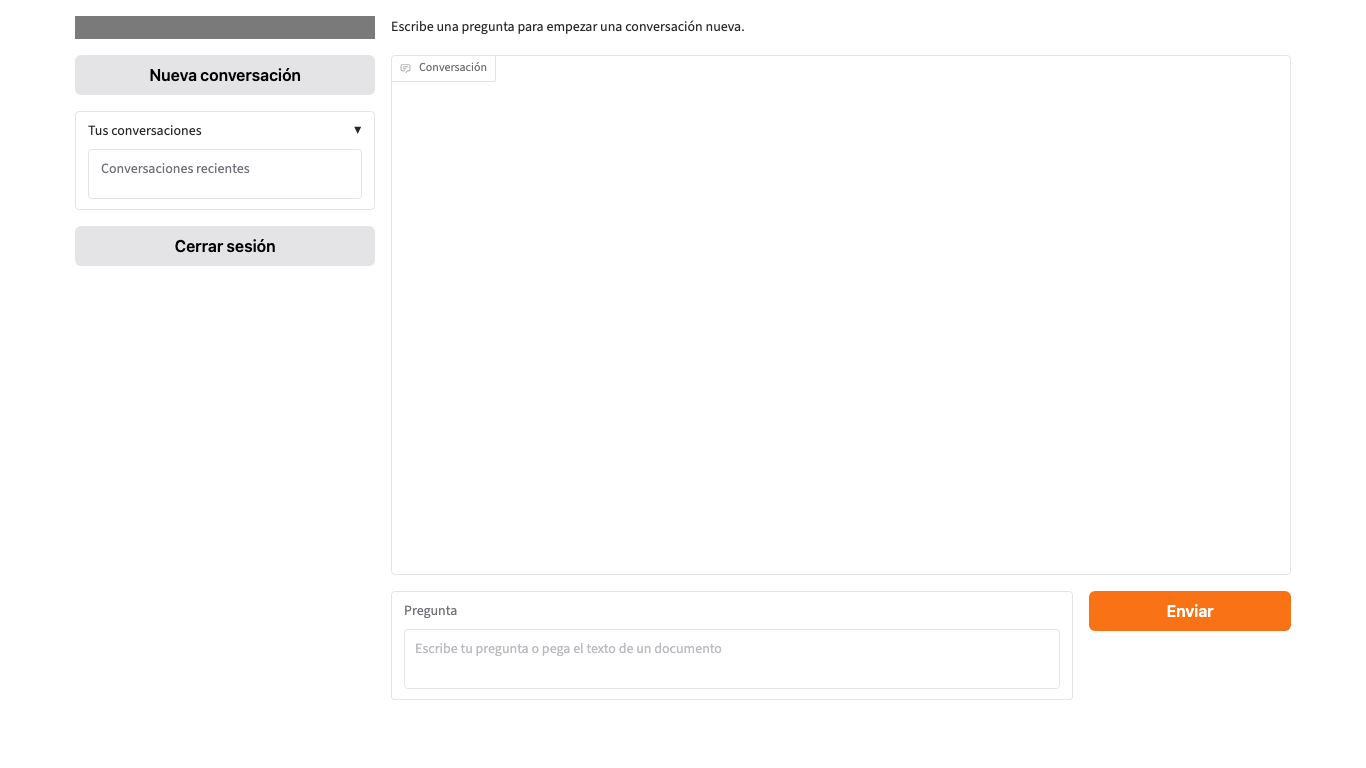 Escribe una pregunta para empezar una conversación nueva.
Nueva conversación
Tus conversaciones ▼
Conversaciones recientes
Cerrar sesión
Conversación
Pregunta
Escribe tu pregunta o pega el texto de un documento
Enviar